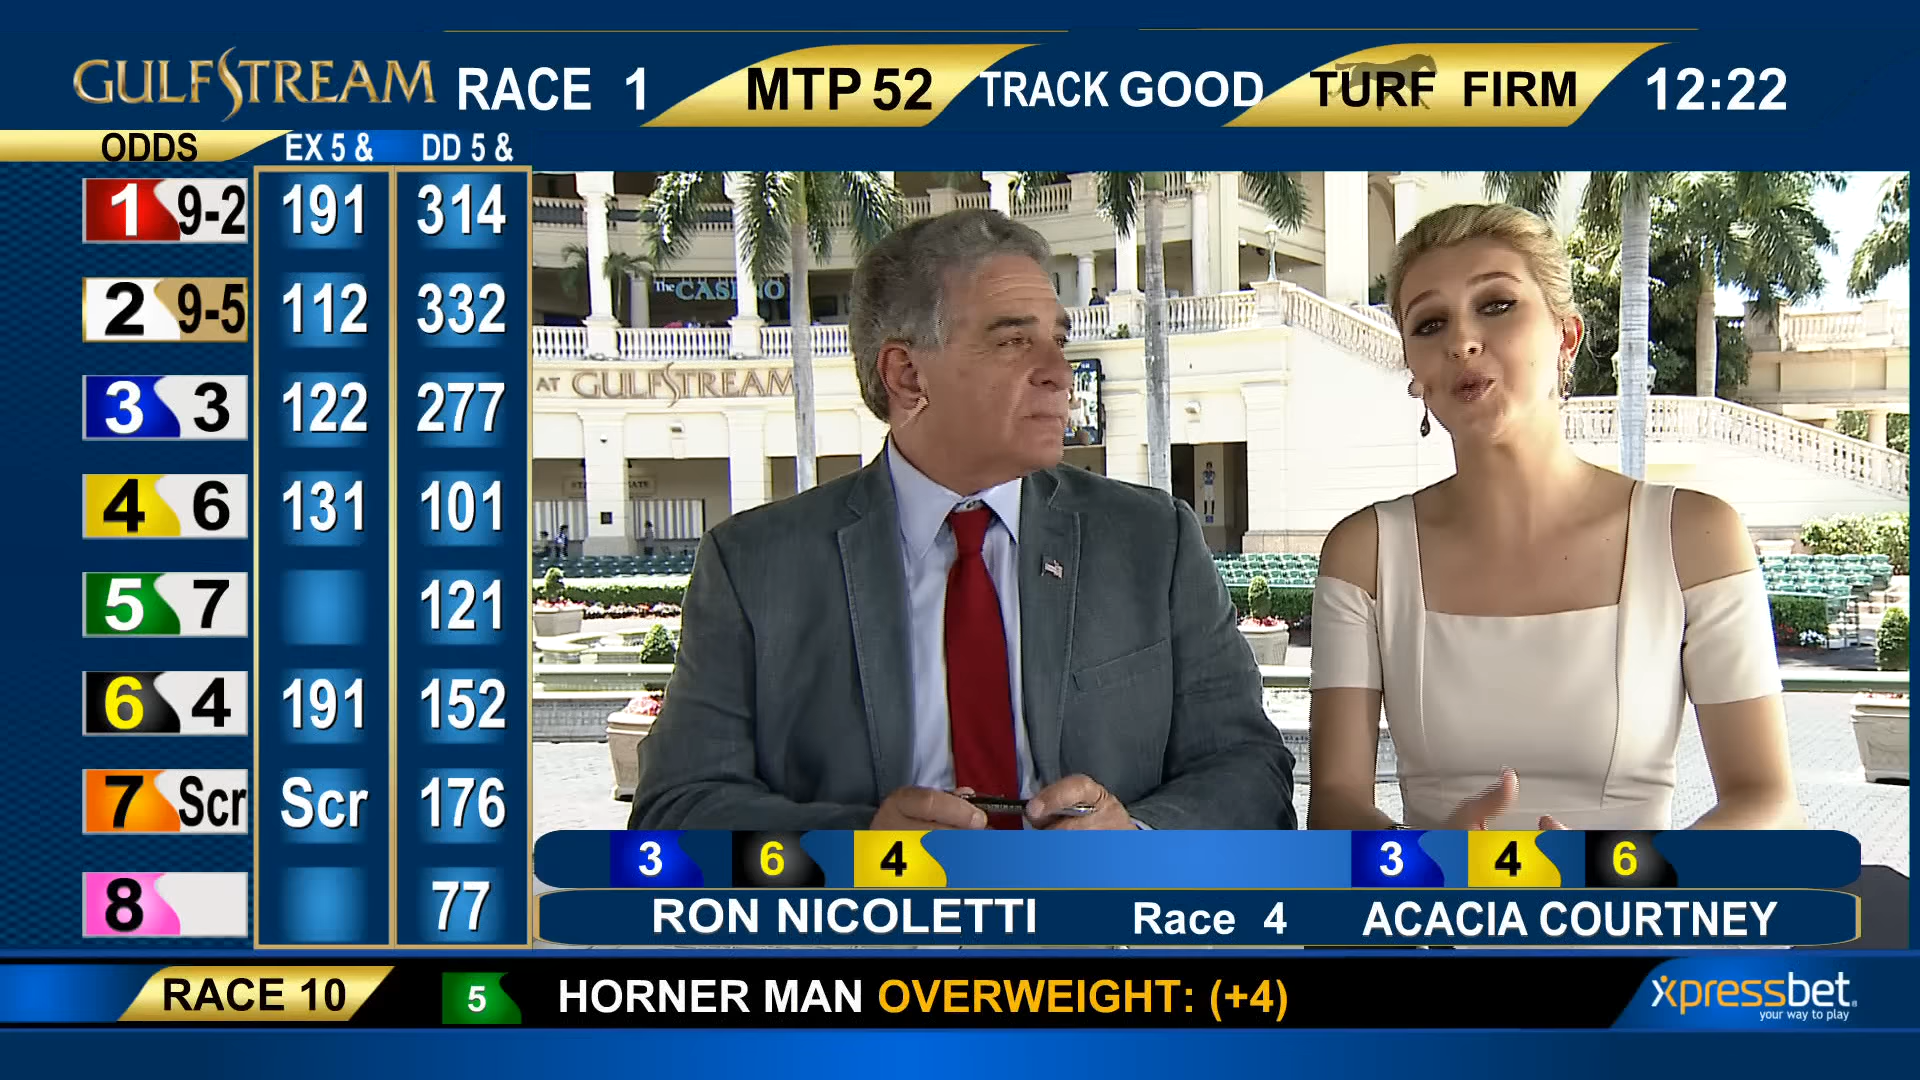 GULFSTREAM RACE 1 MTP 52 TRACK GOOD TURF FIRM 12:22
ODDS EX 5 & DD 5 &
1 9-2 191 314
2 9-5 112 332
3 3 122 277
4 6 131 101
5 7 121
6 4 191 152
7 Scr Scr 176
8 77
The CASINO
AT GULFSTREAM
3 6 4 3 4 6
RON NICOLETTI Race 4 ACACIA COURTNEY
RACE 10 5 HORNER MAN OVERWEIGHT: (+4)
xpressbet
your way to play